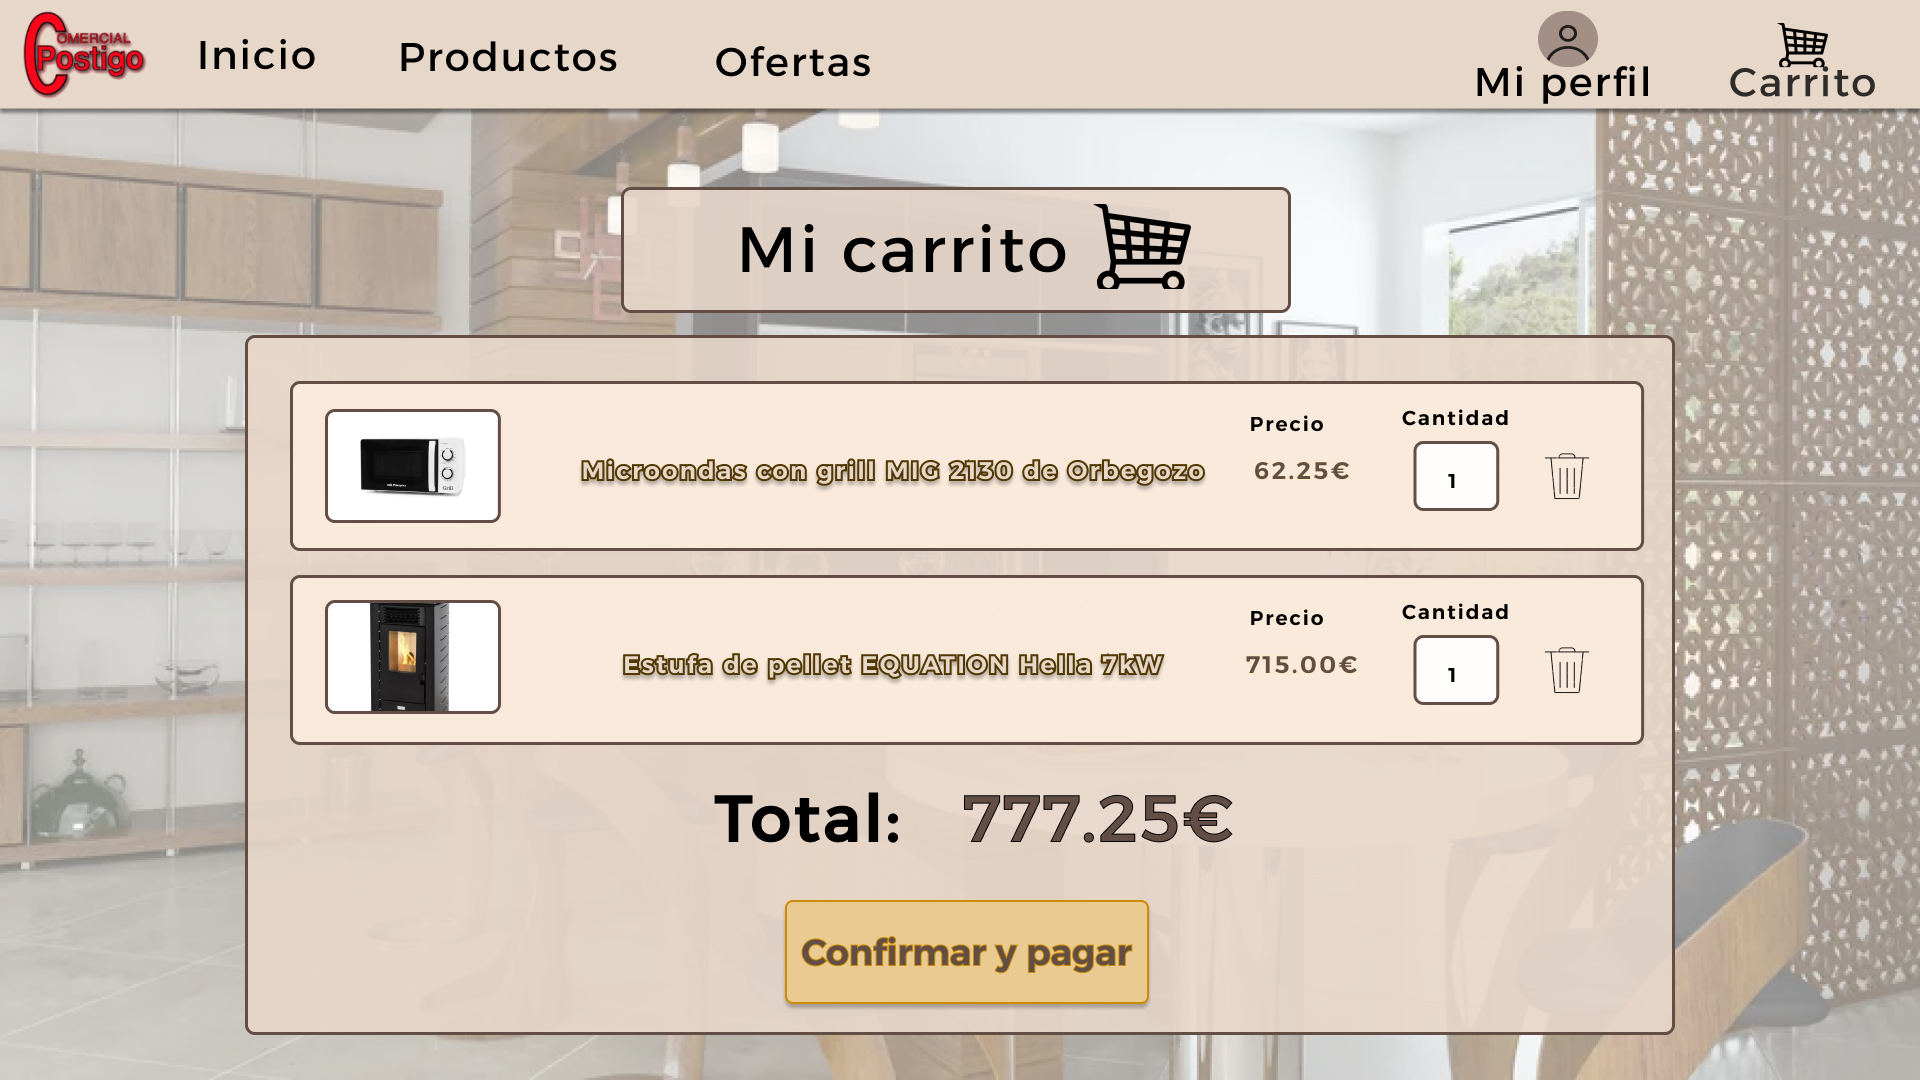 COMERCIAL
Postigo
Inicio
Productos
Ofertas
Mi perfil
Carrito
Mi carrito
Microondas con grill MIG 2130 de Orbegozo
Precio
62.25€
Cantidad
1
Estufa de pellet EQUATION Hella 7kW
Precio
715.00€
Cantidad
1
Total: 777.25€
Confirmar y pagar